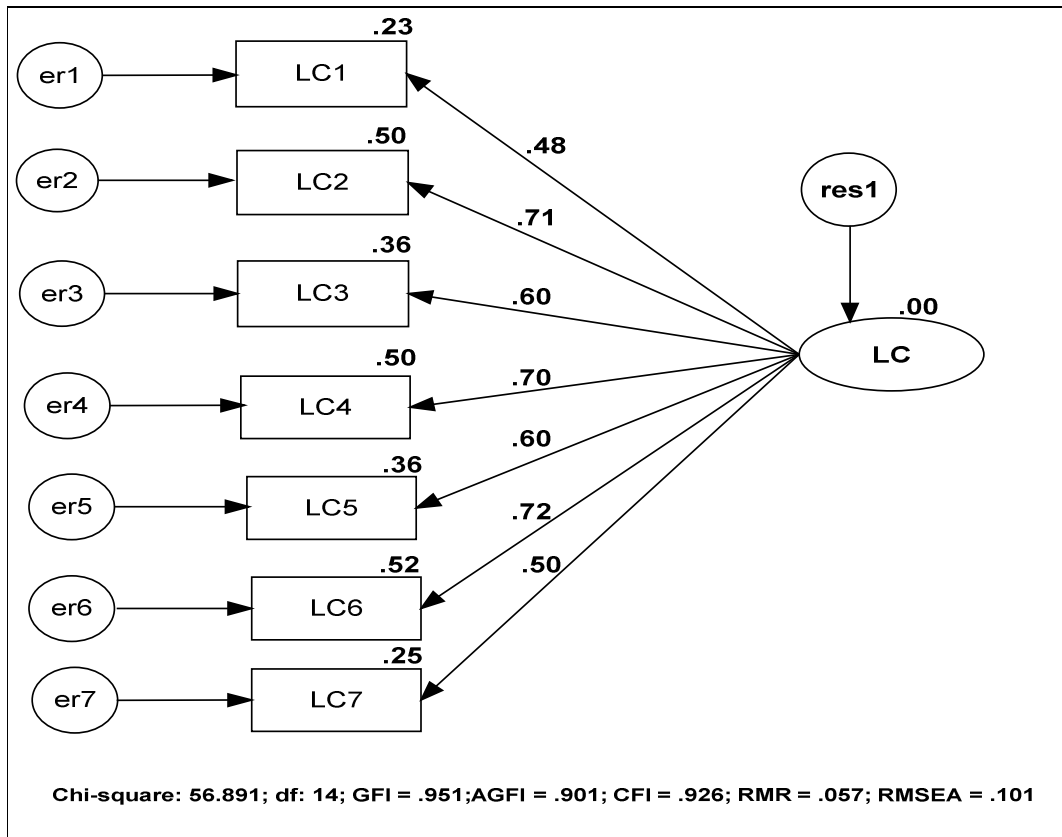 .23
er1
LC1
.48
.50
er2
LC2
res1
.71
.36
er3
LC3
.60
.00
LC
.50
er4
LC4
.70
.60
.36
er5
LC5
.72
.52
.50
er6
LC6
.25
er7
LC7
Chi-square: 56.891; df: 14; GFI = .951;AGFI = .901; CFI = .926; RMR = .057; RMSEA = .101